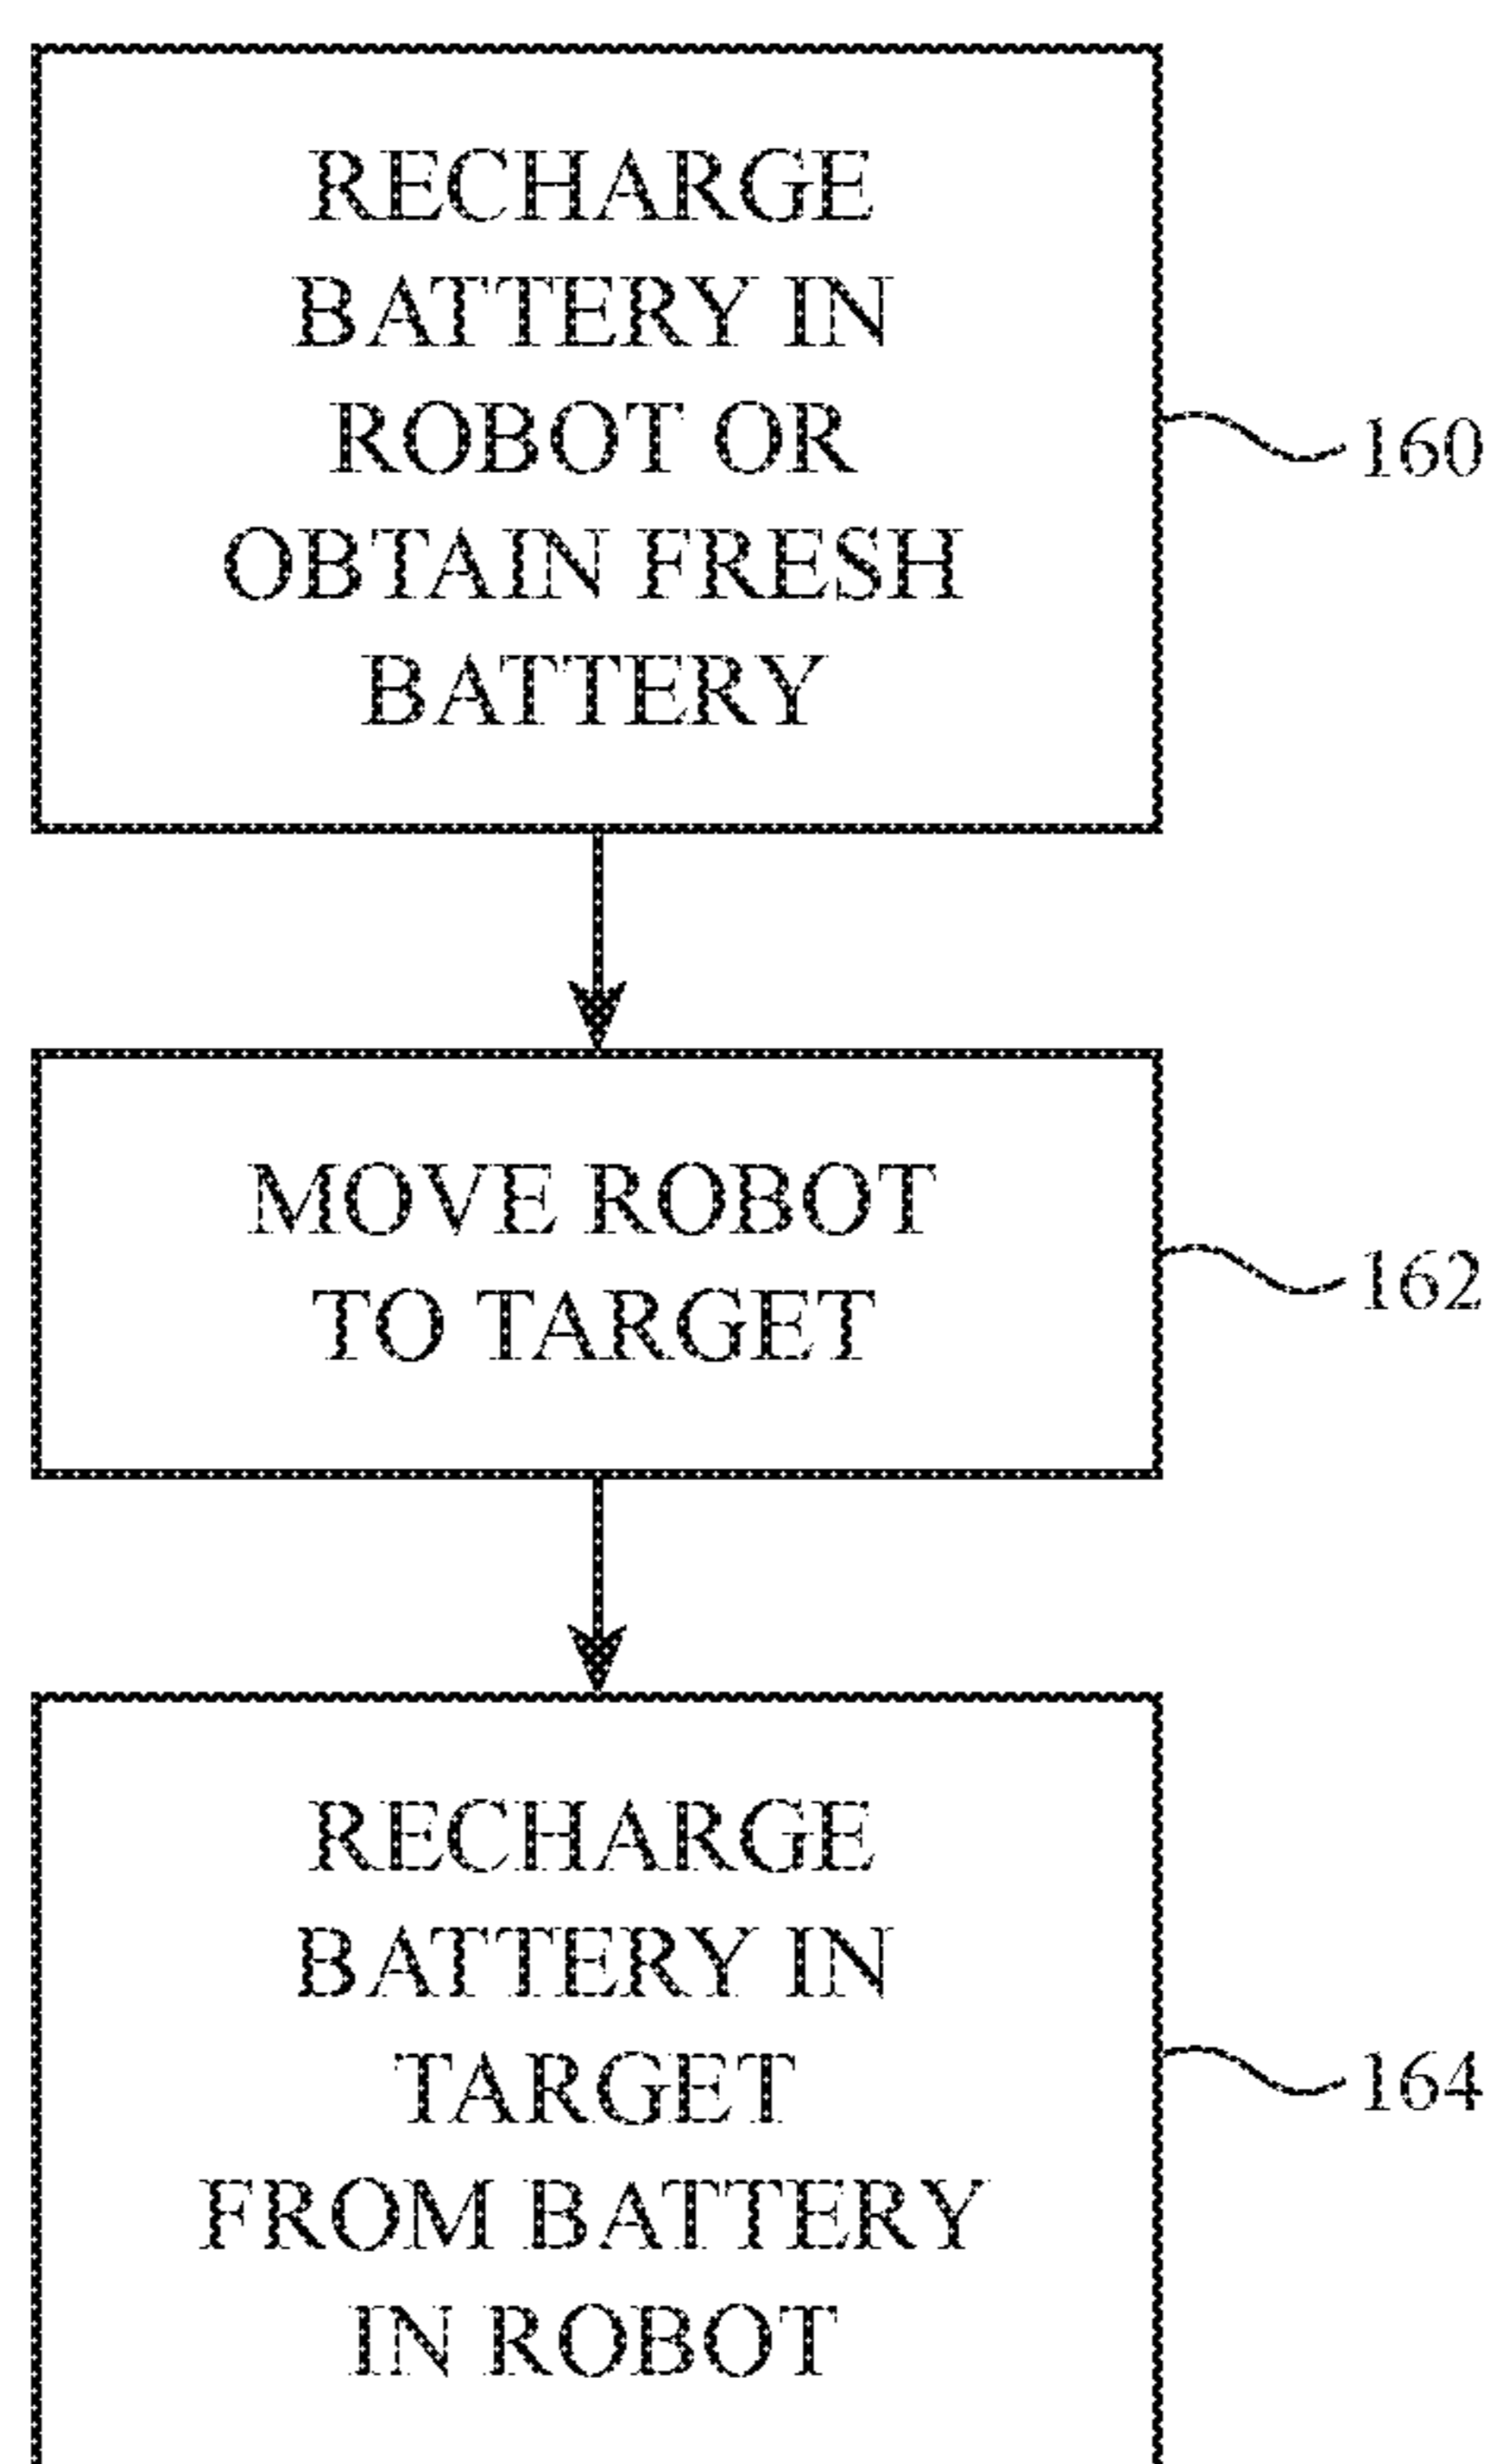 RECHARGE
BATTERY IN
ROBOT OR
OBTAIN FRESH
BATTERY
160
MOVE ROBOT
TO TARGET
162
RECHARGE
BATTERY IN
TARGET
FROM BATTERY
IN ROBOT
164